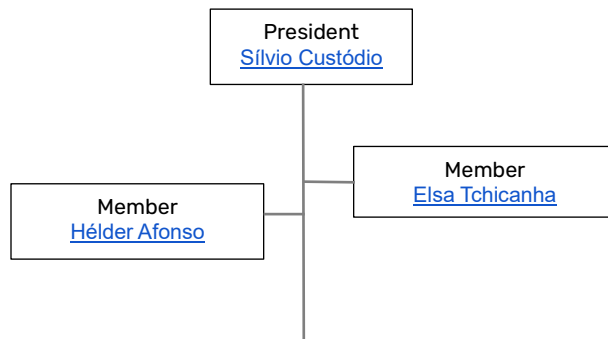 President
Sílvio Custódio
Member
Elsa Tchicanha
Member
Hélder Afonso